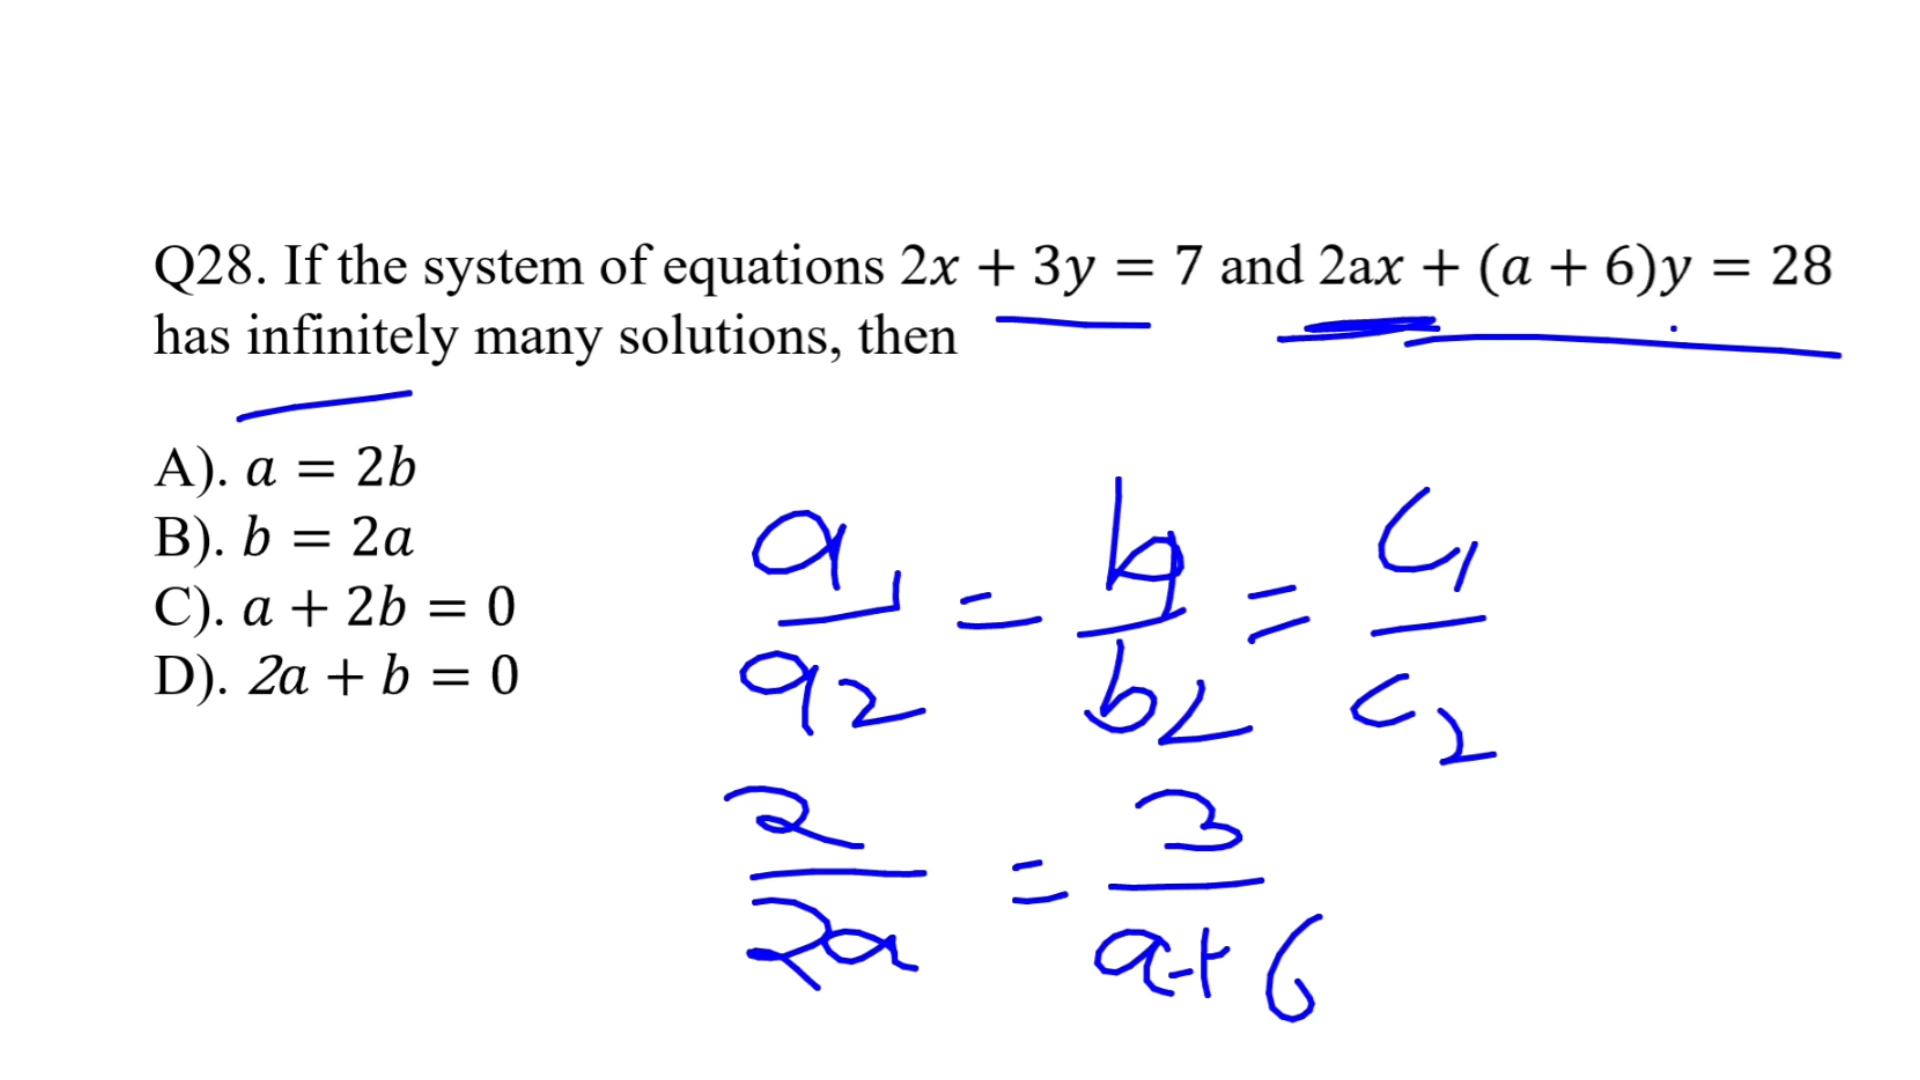 Q28. If the system of equations 2x + 3y = 7 and 2ax + (a + 6)y = 28
has infinitely many solutions, then
A). a = 2b
B). b = 2a
C). a + 2b = 0
D). 2a + b = 0
a₁/a₂ = b₁/b₂ = c₁/c₂
2/2a = 3/a+6